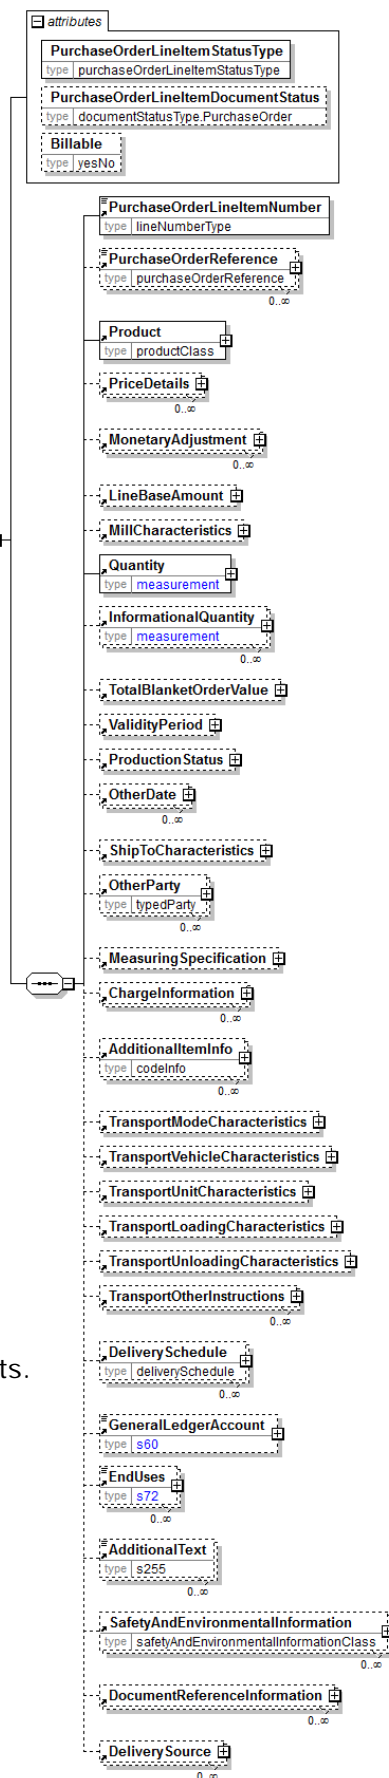 attributes
PurchaseOrderLineItemStatusType
type purchaseOrderLineItemStatusType
PurchaseOrderLineItemDocumentStatus
type documentStatusType.PurchaseOrder
Billable
type yesNo
PurchaseOrderLineItemNumber
type lineNumberType
PurchaseOrderReference
type purchaseOrderReference
0..∞
Product
type productClass
PriceDetails
0..∞
MonetaryAdjustment
0..∞
LineBaseAmount
MillCharacteristics
Quantity
type measurement
InformationalQuantity
type measurement
0..∞
TotalBlanketOrderValue
ValidityPeriod
ProductionStatus
OtherDate
0..∞
ShipToCharacteristics
OtherParty
type typedParty
0..∞
MeasuringSpecification
ChargeInformation
0..∞
AdditionalItemInfo
type codeInfo
0..∞
TransportModeCharacteristics
TransportVehicleCharacteristics
TransportUnitCharacteristics
TransportLoadingCharacteristics
TransportUnloadingCharacteristics
TransportOtherInstructions
0..∞
DeliverySchedule
ts.
type deliverySchedule
0..∞
GeneralLedgerAccount
type s60
EndUses
type s72
0..∞
AdditionalText
type s255
0..∞
SafetyAndEnvironmentalInformation
type safetyAndEnvironmentalInformationClass
0..∞
DocumentReferenceInformation
0..∞
DeliverySource
0..∞